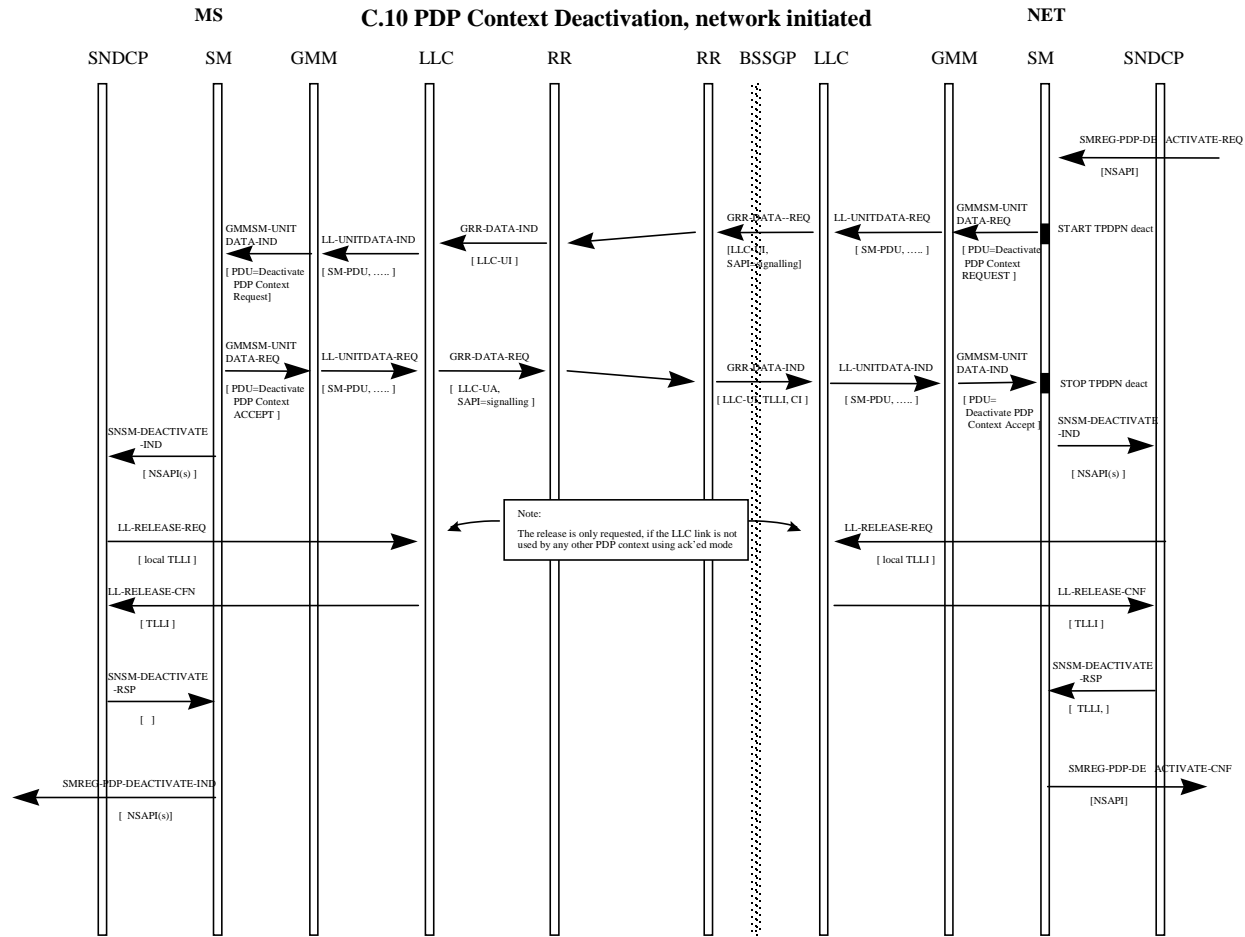 MS
C.10 PDP Context Deactivation, network initiated
NET
SNDCP SM GMM LLC RR RR BSSGP LLC GMM SM SNDCP
SMREG-PDP-DE ACTIVATE-REQ
[NSAPI]
GMMSM-UNIT
DATA-IND
[ PDU=Deactivate
PDP Context
Request]
LL-UNITDATA-IND
[ SM-PDU, ..... ]
GRR-DATA-IND
[ LLC-UI ]
GRR-DATA--REQ
[LLC-UI,
SAPI=signalling]
LL-UNITDATA-REQ
[ SM-PDU, ..... ]
GMMSM-UNIT
DATA-REQ
[ PDU=Deactivate
PDP Context
REQUEST ]
START TPDPN deact
GMMSM-UNIT
DATA-REQ
[ PDU=Deactivate
PDP Context
ACCEPT ]
LL-UNITDATA-REQ
[ SM-PDU, ..... ]
GRR-DATA-REQ
[ LLC-UA,
SAPI=signalling ]
GRR-DATA-IND
[ LLC-UI, TLLI, CI ]
LL-UNITDATA-IND
[ SM-PDU, ..... ]
GMMSM-UNIT
DATA-IND
[ PDU=
Deactivate PDP
Context Accept ]
STOP TPDPN deact
SNSM-DEACTIVATE
-IND
[ NSAPI(s) ]
SNSM-DEACTIVATE
-IND
[ NSAPI(s) ]
LL-RELEASE-REQ
[ local TLLI ]
Note:
The release is only requested, if the LLC link is not
used by any other PDP context using ack'ed mode
LL-RELEASE-REQ
[ local TLLI ]
LL-RELEASE-CFN
[ TLLI ]
LL-RELEASE-CNF
[ TLLI ]
SNSM-DEACTIVATE
-RSP
[ ]
SNSM-DEACTIVATE
-RSP
[ TLLI, ]
SMREG-PDP-DEACTIVATE-IND
[ NSAPI(s)]
SMREG-PDP-DE ACTIVATE-CNF
[NSAPI]